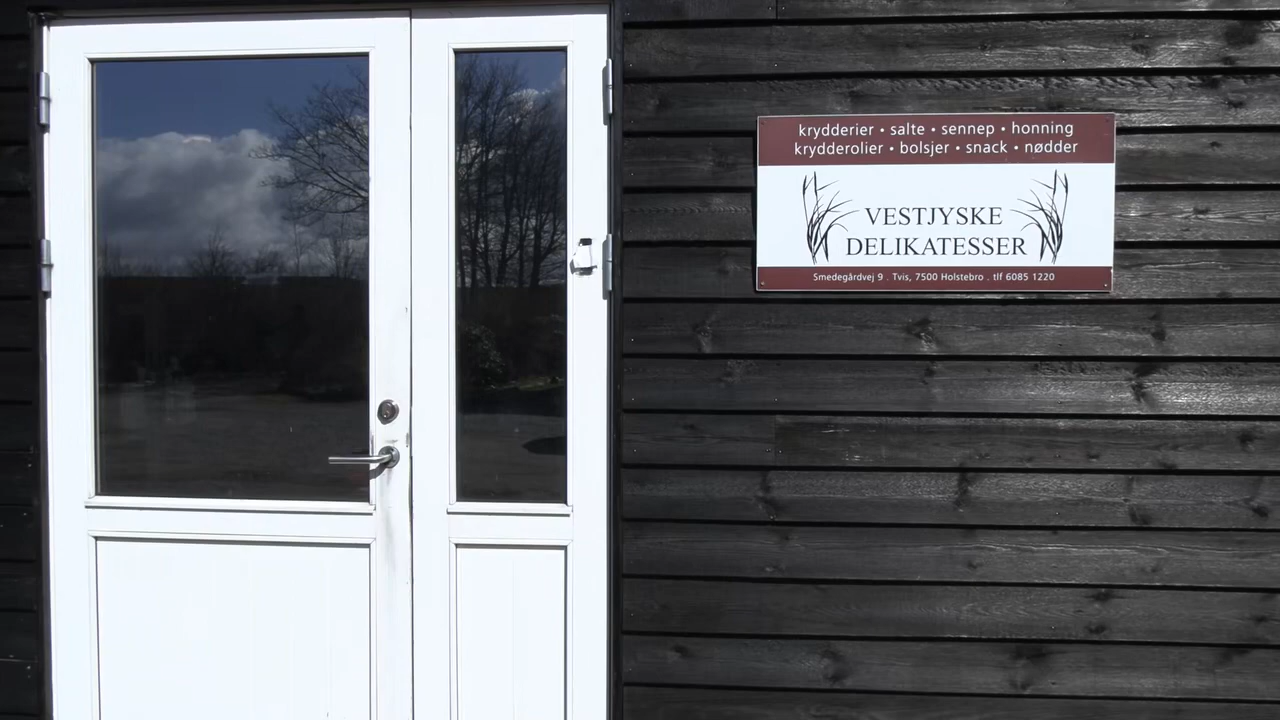 krydderier • salte • sennep • honning
krydderolier • bolsjer • snack • nødder
VESTJYSKE
DELIKATESSER
Smedegårdvej 9 . Tvis, 7500 Holstebro . tlf 6085 1220